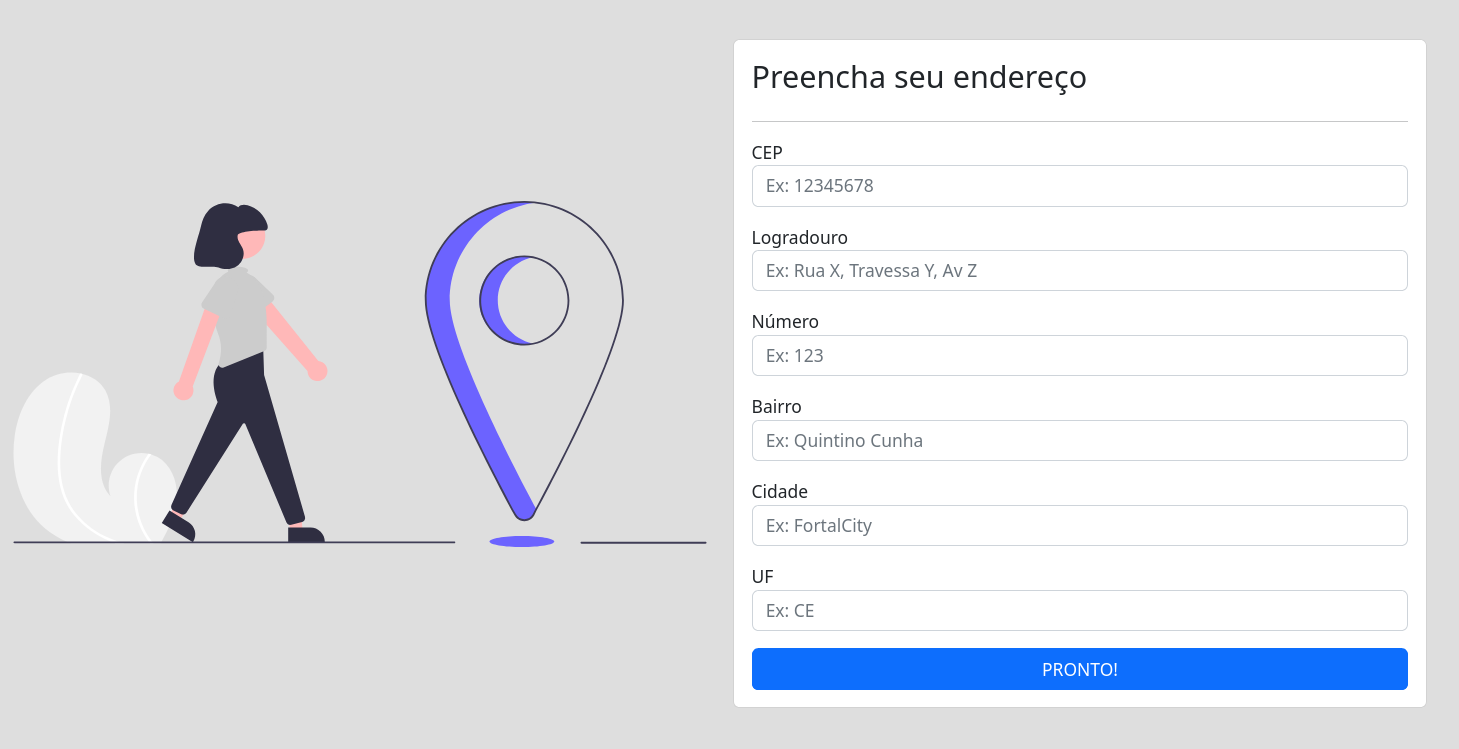 Preencha seu endereço
CEP
Ex: 12345678
Logradouro
Ex: Rua X, Travessa Y, Av Z
Número
Ex: 123
Bairro
Ex: Quintino Cunha
Cidade
Ex: FortalCity
UF
Ex: CE
PRONTO!